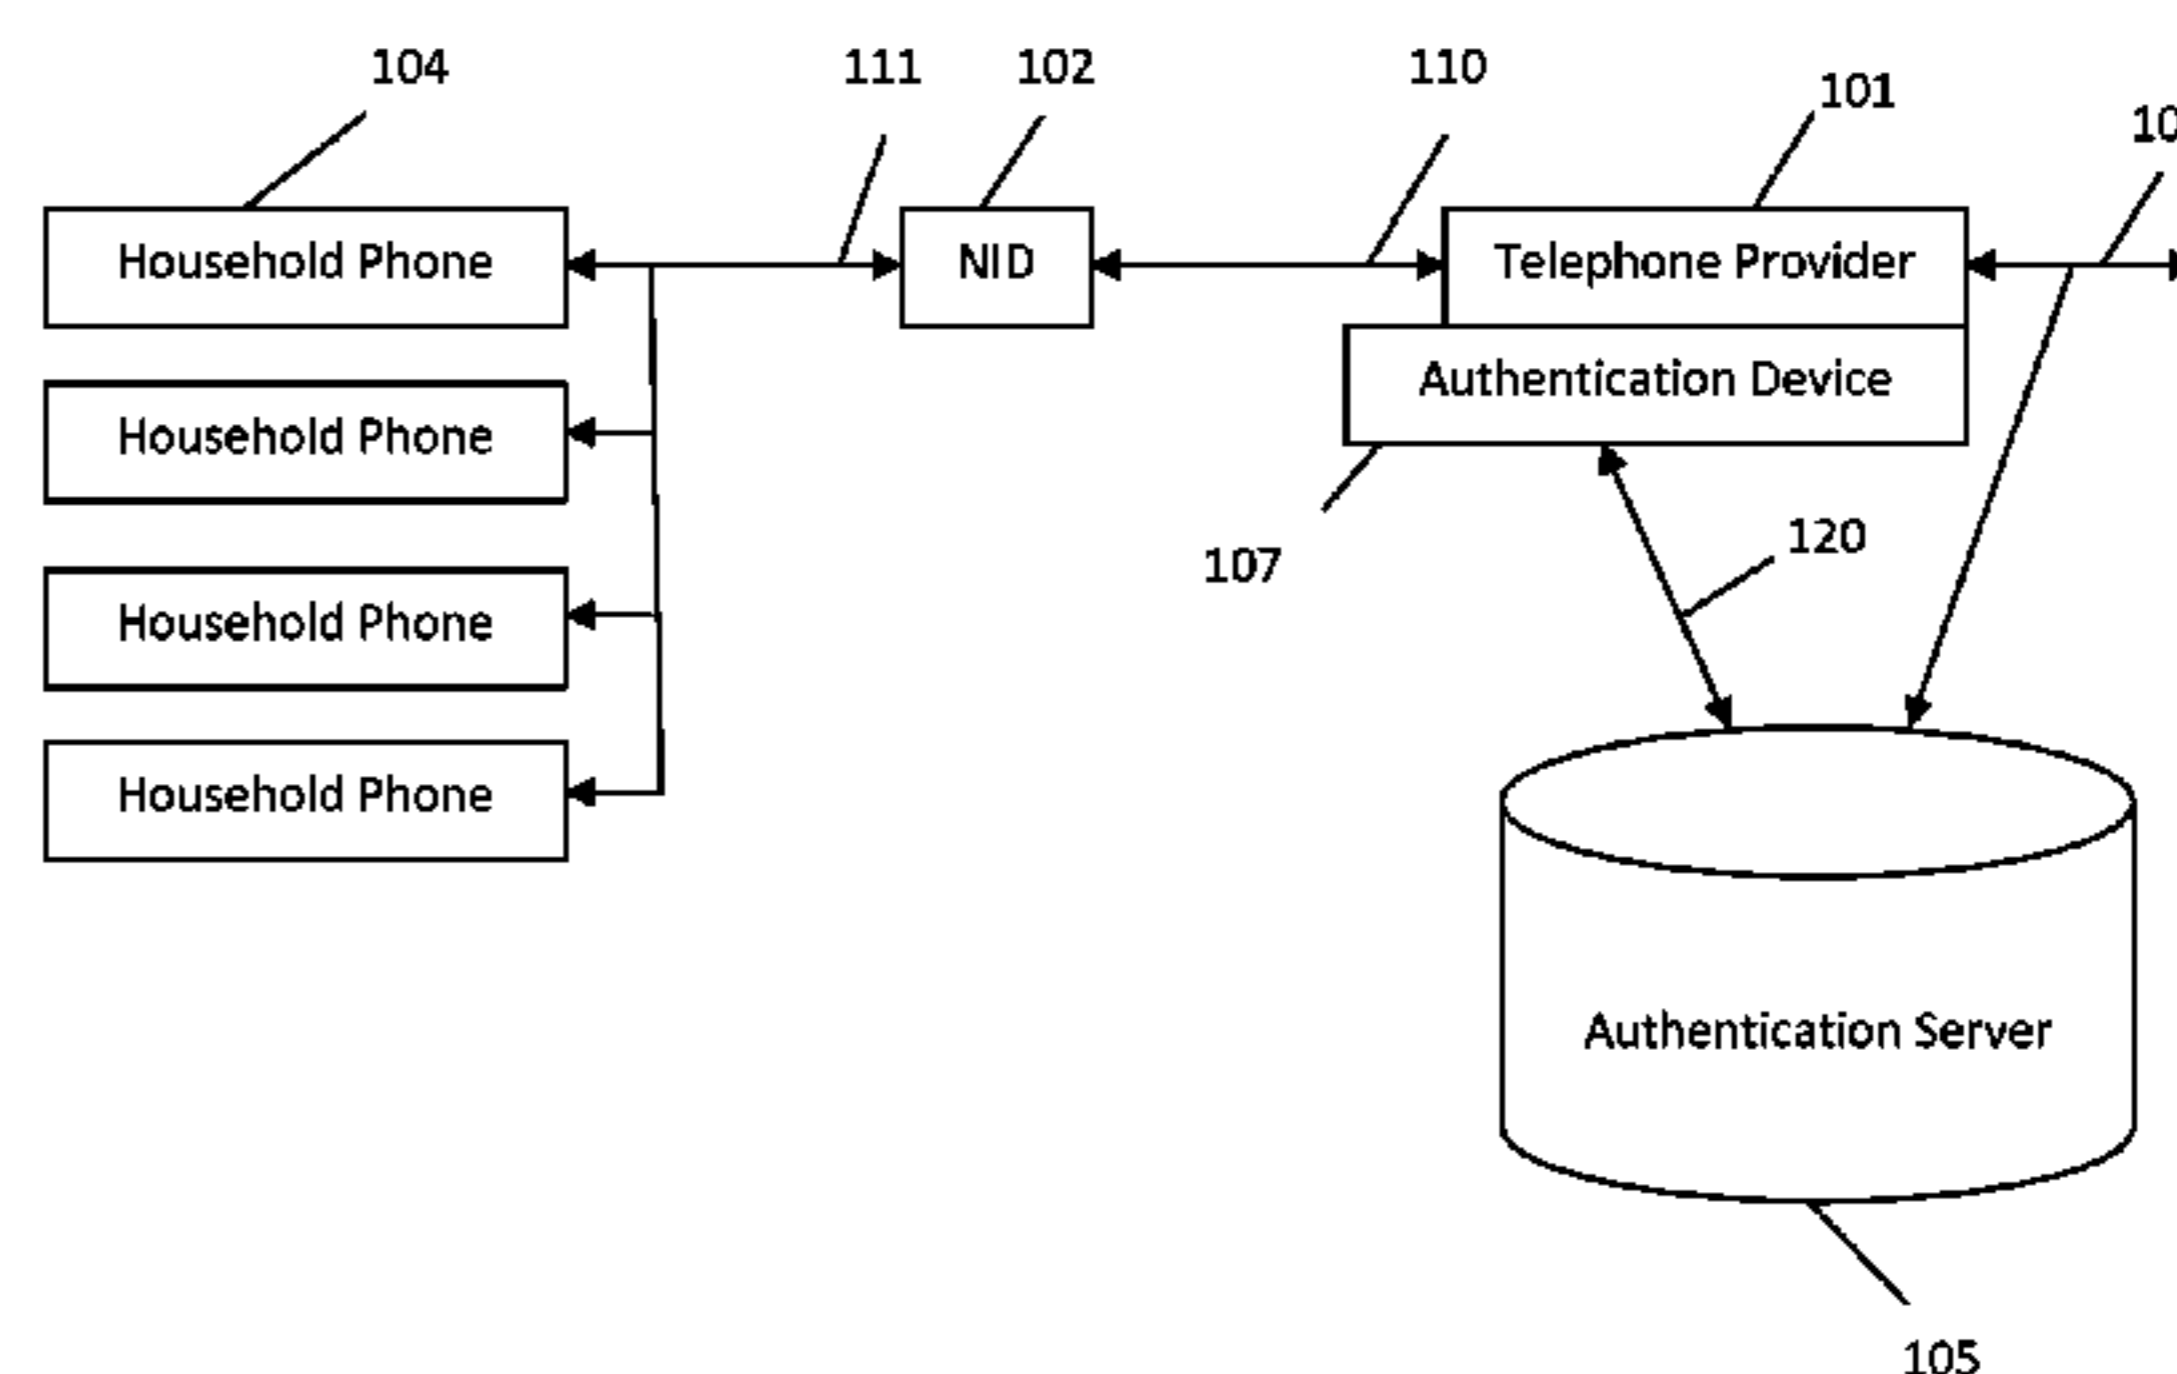 104
111
102
110
101
Household Phone
NID
Telephone Provider
Authentication Device
Household Phone
120
107
Household Phone
Household Phone
Authentication Server
105